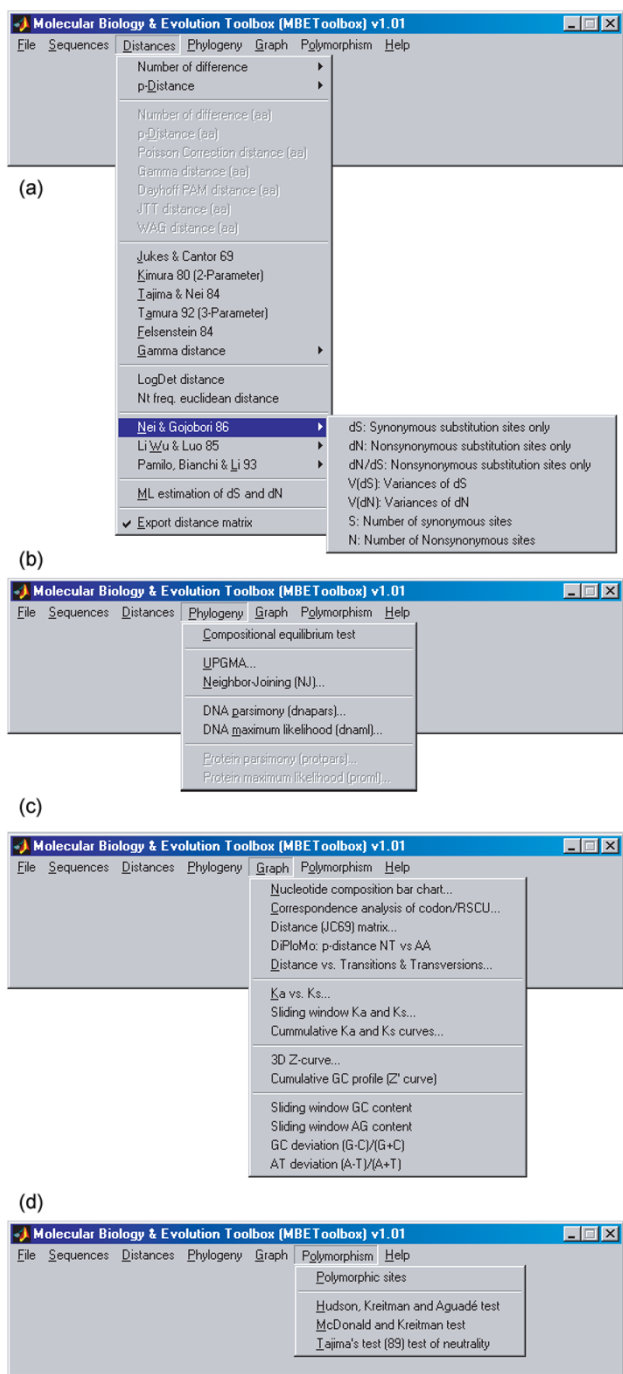 Molecular Biology & Evolution Toolbox (MBEToolbox) v1.01
File Sequences Distances Phylogeny Graph Polymorphism Help
Number of difference
p-Distance
Number of difference (aa)
p-Distance (aa)
Poisson Correction distance (aa)
Gamma distance (aa)
Dayhoff PAM distance (aa)
JTT distance (aa)
WAG distance (aa)
Jukes & Cantor 69
Kimura 80 (2-Parameter)
Tajima & Nei 84
Tamura 92 (3-Parameter)
Felsenstein 84
Gamma distance
LogDet distance
Nt freq. euclidean distance
Nei & Gojobori 86
Li Wu & Luo 85
Pamilo, Bianchi & Li 93
ML estimation of dS and dN
Export distance matrix
dS: Synonymous substitution sites only
dN: Nonsynonymous substitution sites only
dN/dS: Nonsynonymous substitution sites only
V(dS): Variances of dS
V(dN): Variances of dN
S: Number of synonymous sites
N: Number of Nonsynonymous sites
(a)
(b)
Molecular Biology & Evolution Toolbox (MBEToolbox) v1.01
File Sequences Distances Phylogeny Graph Polymorphism Help
Compositional equilibrium test
UPGMA...
Neighbor-Joining (NJ)...
DNA parsimony (dnapars)...
DNA maximum likelihood (dnaml)...
Protein parsimony (protpars)...
Protein maximum likelihood (proml)...
(c)
Molecular Biology & Evolution Toolbox (MBEToolbox) v1.01
File Sequences Distances Phylogeny Graph Polymorphism Help
Nucleotide composition bar chart...
Correspondence analysis of codon/RSCU...
Distance (JC69) matrix...
DiPloMo: p-distance NT vs AA
Distance vs. Transitions & Transversions...
Ka vs. Ks...
Sliding window Ka and Ks...
Cummulative Ka and Ks curves...
3D Z-curve...
Cumulative GC profile (Z' curve)
Sliding window GC content
Sliding window AG content
GC deviation (G-C)/(G+C)
AT deviation (A-T)/(A+T)
(d)
Molecular Biology & Evolution Toolbox (MBEToolbox) v1.01
File Sequences Distances Phylogeny Graph Polymorphism Help
Polymorphic sites
Hudson, Kreitman and Aguadé test
McDonald and Kreitman test
Tajima's test (89) test of neutrality